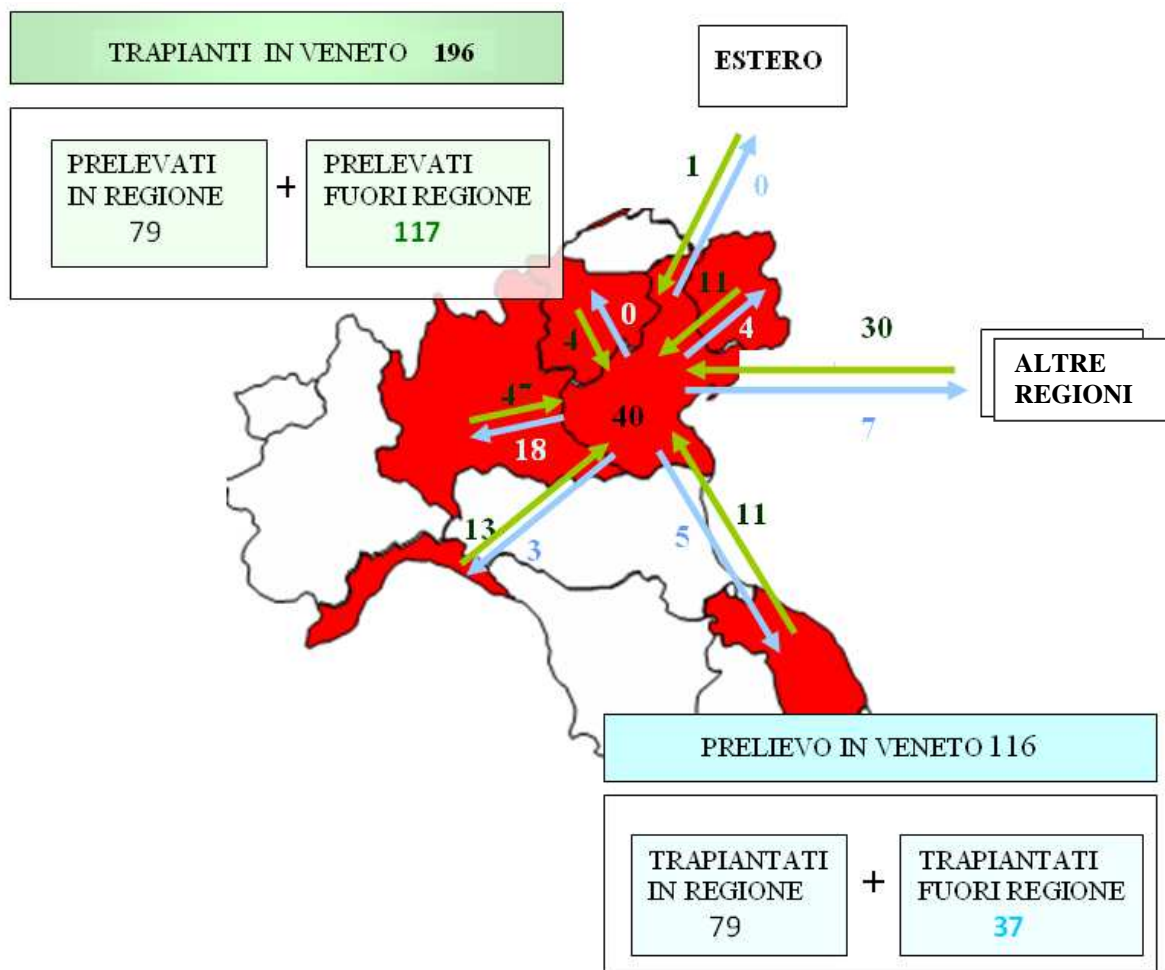 TRAPIANTI IN VENETO 196
ESTERO
PRELEVATI
IN REGIONE
79
+
PRELEVATI
FUORI REGIONE
117
1
0
11
4
0
4
30
7
ALTRE
REGIONI
47
18
40
13
3
5
11
PRELIEVO IN VENETO 116
TRAPIANTATI
IN REGIONE
79
+
TRAPIANTATI
FUORI REGIONE
37